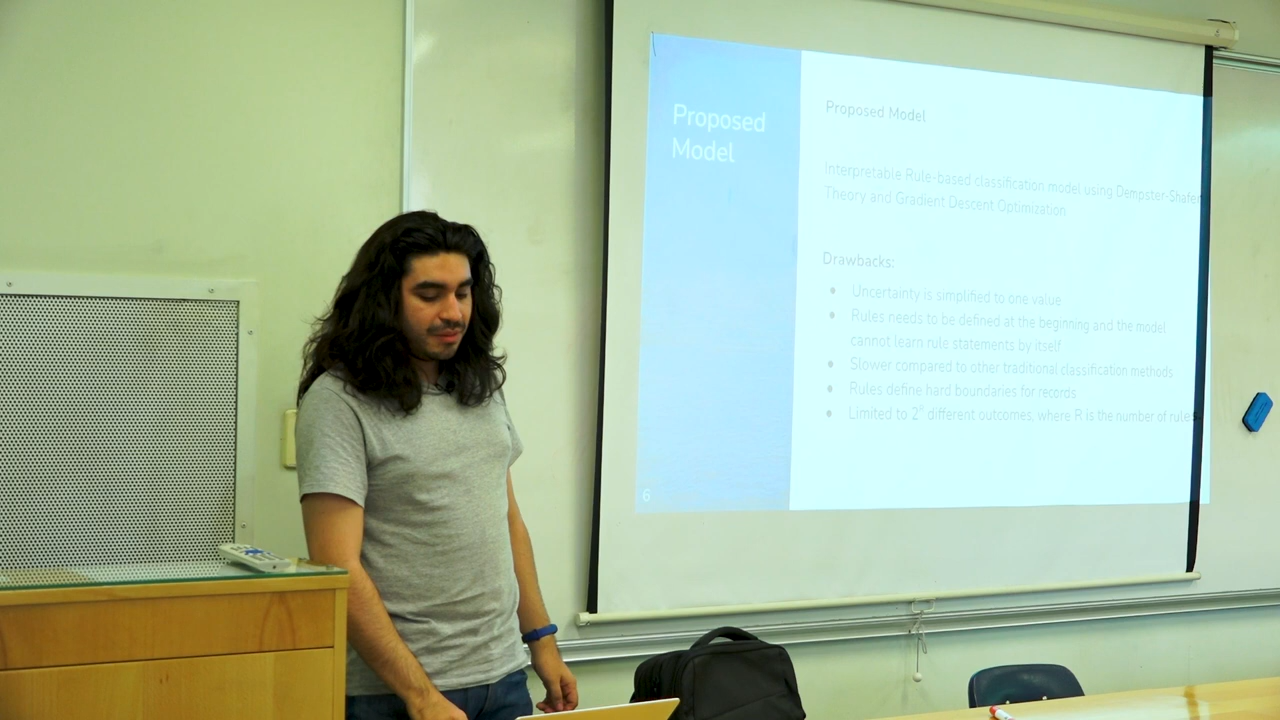 Proposed
Model
Proposed Model
Interpretable Rule-based classification model using Dempster-Shafer
Theory and Gradient Descent Optimization
Drawbacks:
● Uncertainty is simplified to one value
● Rules needs to be defined at the beginning and the model
cannot learn rule statements by itself
● Slower compared to other traditional classification methods
● Rules define hard boundaries for records
● Limited to 2ᴿ different outcomes, where R is the number of rules
6